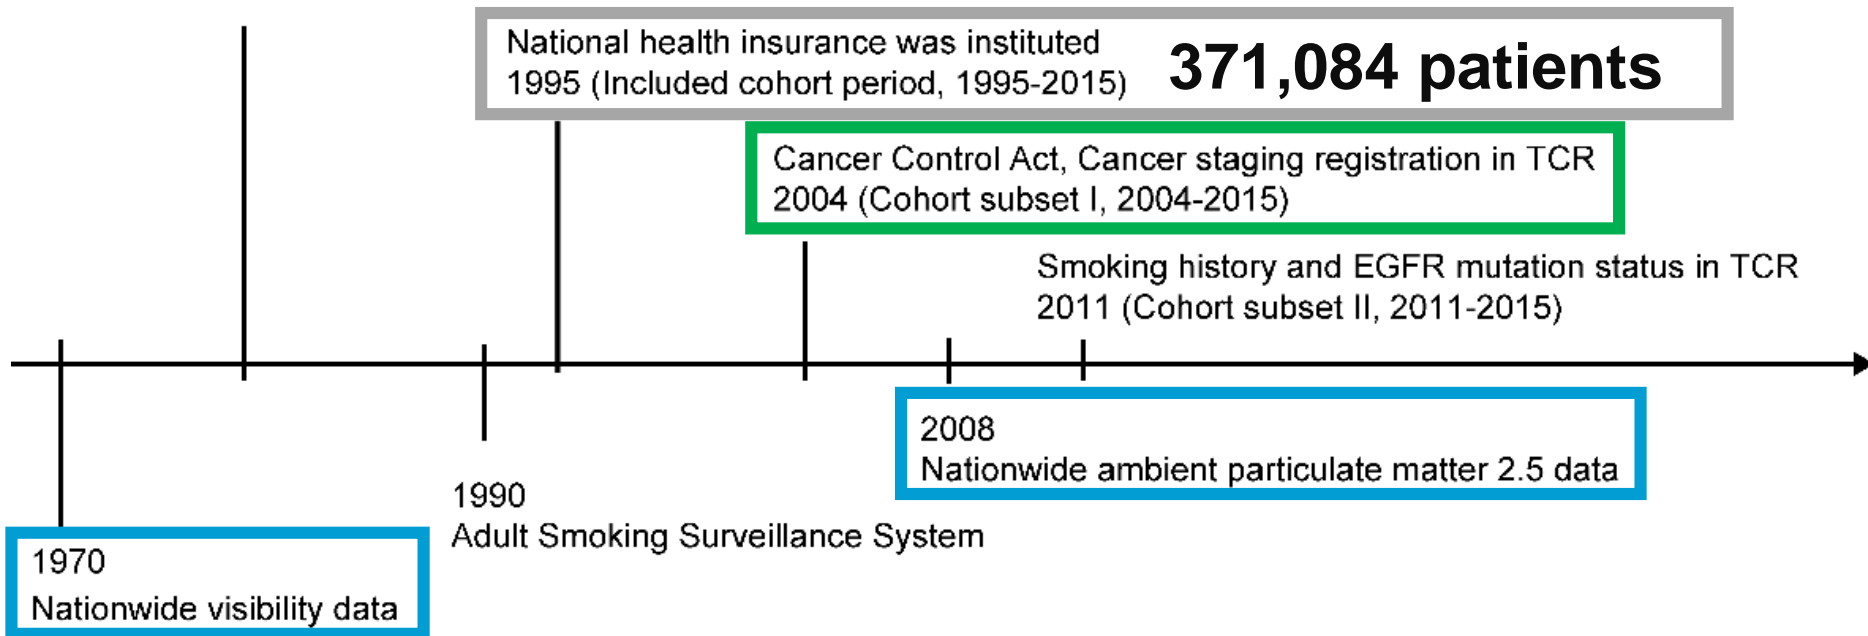 National health insurance was instituted
1995 (Included cohort period, 1995-2015)
371,084 patients
Cancer Control Act, Cancer staging registration in TCR
2004 (Cohort subset I, 2004-2015)
Smoking history and EGFR mutation status in TCR
2011 (Cohort subset II, 2011-2015)
2008
Nationwide ambient particulate matter 2.5 data
1990
Adult Smoking Surveillance System
1970
Nationwide visibility data